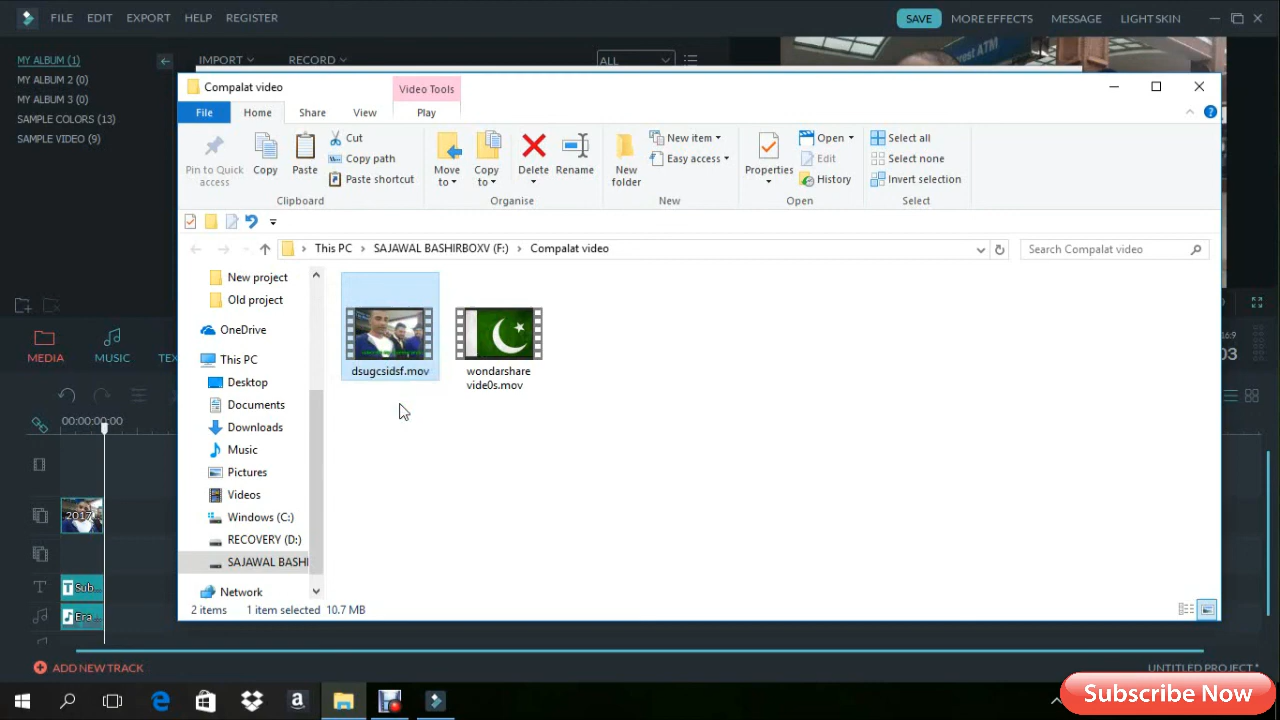 FILE EDIT EXPORT HELP REGISTER SAVE MORE EFFECTS MESSAGE LIGHT SKIN
MY ALBUM (1) IMPORT RECORD ALL
MY ALBUM 2 (0)
MY ALBUM 3 (0)
SAMPLE COLORS (13)
SAMPLE VIDEO (9)
Compalat video Video Tools
File Home Share View Play
Pin to Quick access
Copy
Paste
Cut
Copy path
Paste shortcut
Clipboard
Move to
Copy to
Delete
Rename
Organise
New folder
New item
Easy access
New
Properties
Open
Edit
History
Open
Select all
Select none
Invert selection
Select
This PC SAJAWAL BASHIRBOXV (F:) Compalat video
Search Compalat video
New project
Old project
OneDrive
This PC
Desktop
Documents
Downloads
Music
Pictures
Videos
Windows (C:)
RECOVERY (D:)
SAJAWAL BASHI
Network
dsugcsidsf.mov
wondarshare
vide0s.mov
2 items 1 item selected 10.7 MB
MEDIA MUSIC TEX
16:9
03
00:00:00:00
2017
Sub...
Era...
ADD NEW TRACK
UNTITLED PROJECT *
Subscribe Now